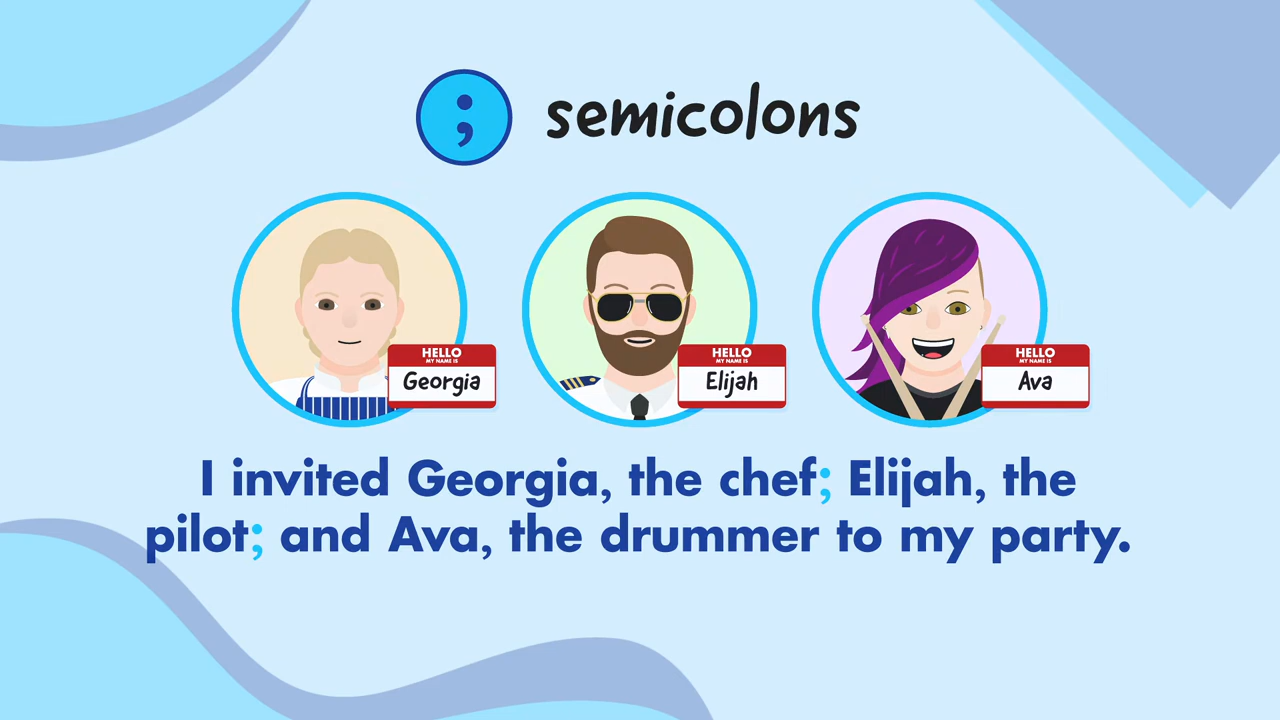 ;
semicolons
HELLO
MY NAME IS
Georgia
HELLO
MY NAME IS
Elijah
HELLO
MY NAME IS
Ava
I invited Georgia, the chef; Elijah, the
pilot; and Ava, the drummer to my party.